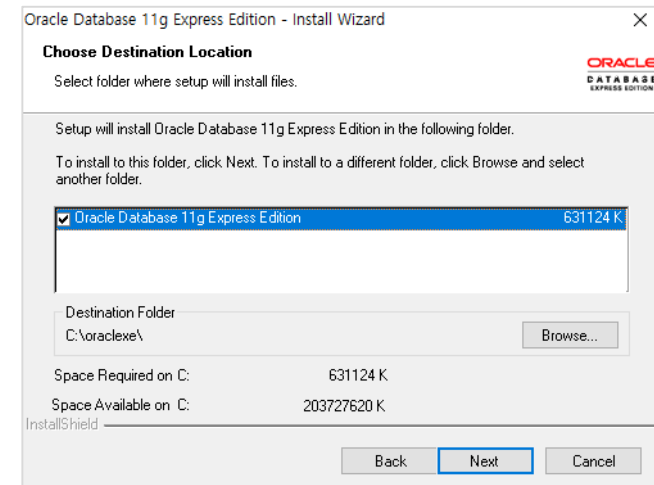 Oracle Database 11g Express Edition - Install Wizard
Choose Destination Location
Select folder where setup will install files.
ORACLE
DATABASE
EXPRESS EDITION
Setup will install Oracle Database 11g Express Edition in the following folder.
To install to this folder, click Next. To install to a different folder, click Browse and select
another folder.
Oracle Database 11g Express Edition 631124 K
Destination Folder
C:\oraclexe\
Browse...
Space Required on C: 631124 K
Space Available on C: 203727620 K
InstallShield
Back Next Cancel